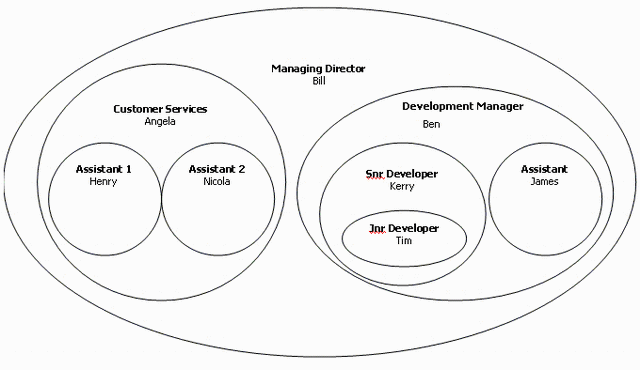 Managing Director
Bill
Customer Services
Angela
Assistant 1
Henry
Assistant 2
Nicola
Development Manager
Ben
Snr Developer
Kerry
Jnr Developer
Tim
Assistant
James